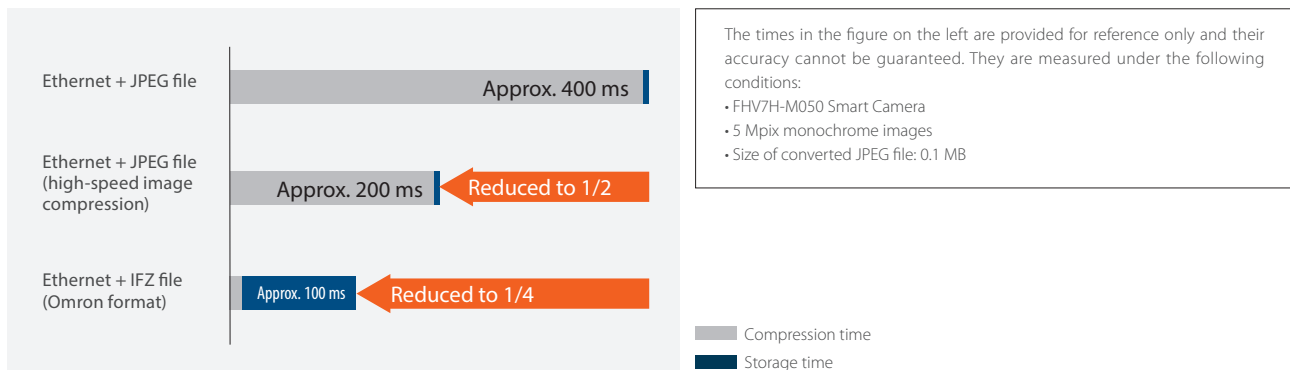 Ethernet + JPEG file
Approx. 400 ms
Ethernet + JPEG file
(high-speed image
compression)
Approx. 200 ms
Reduced to 1/2
Ethernet + IFZ file
(Omron format)
Approx. 100 ms
Reduced to 1/4
The times in the figure on the left are provided for reference only and their
accuracy cannot be guaranteed. They are measured under the following
conditions:
• FHV7H-M050 Smart Camera
• 5 Mpix monochrome images
• Size of converted JPEG file: 0.1 MB
Compression time
Storage time